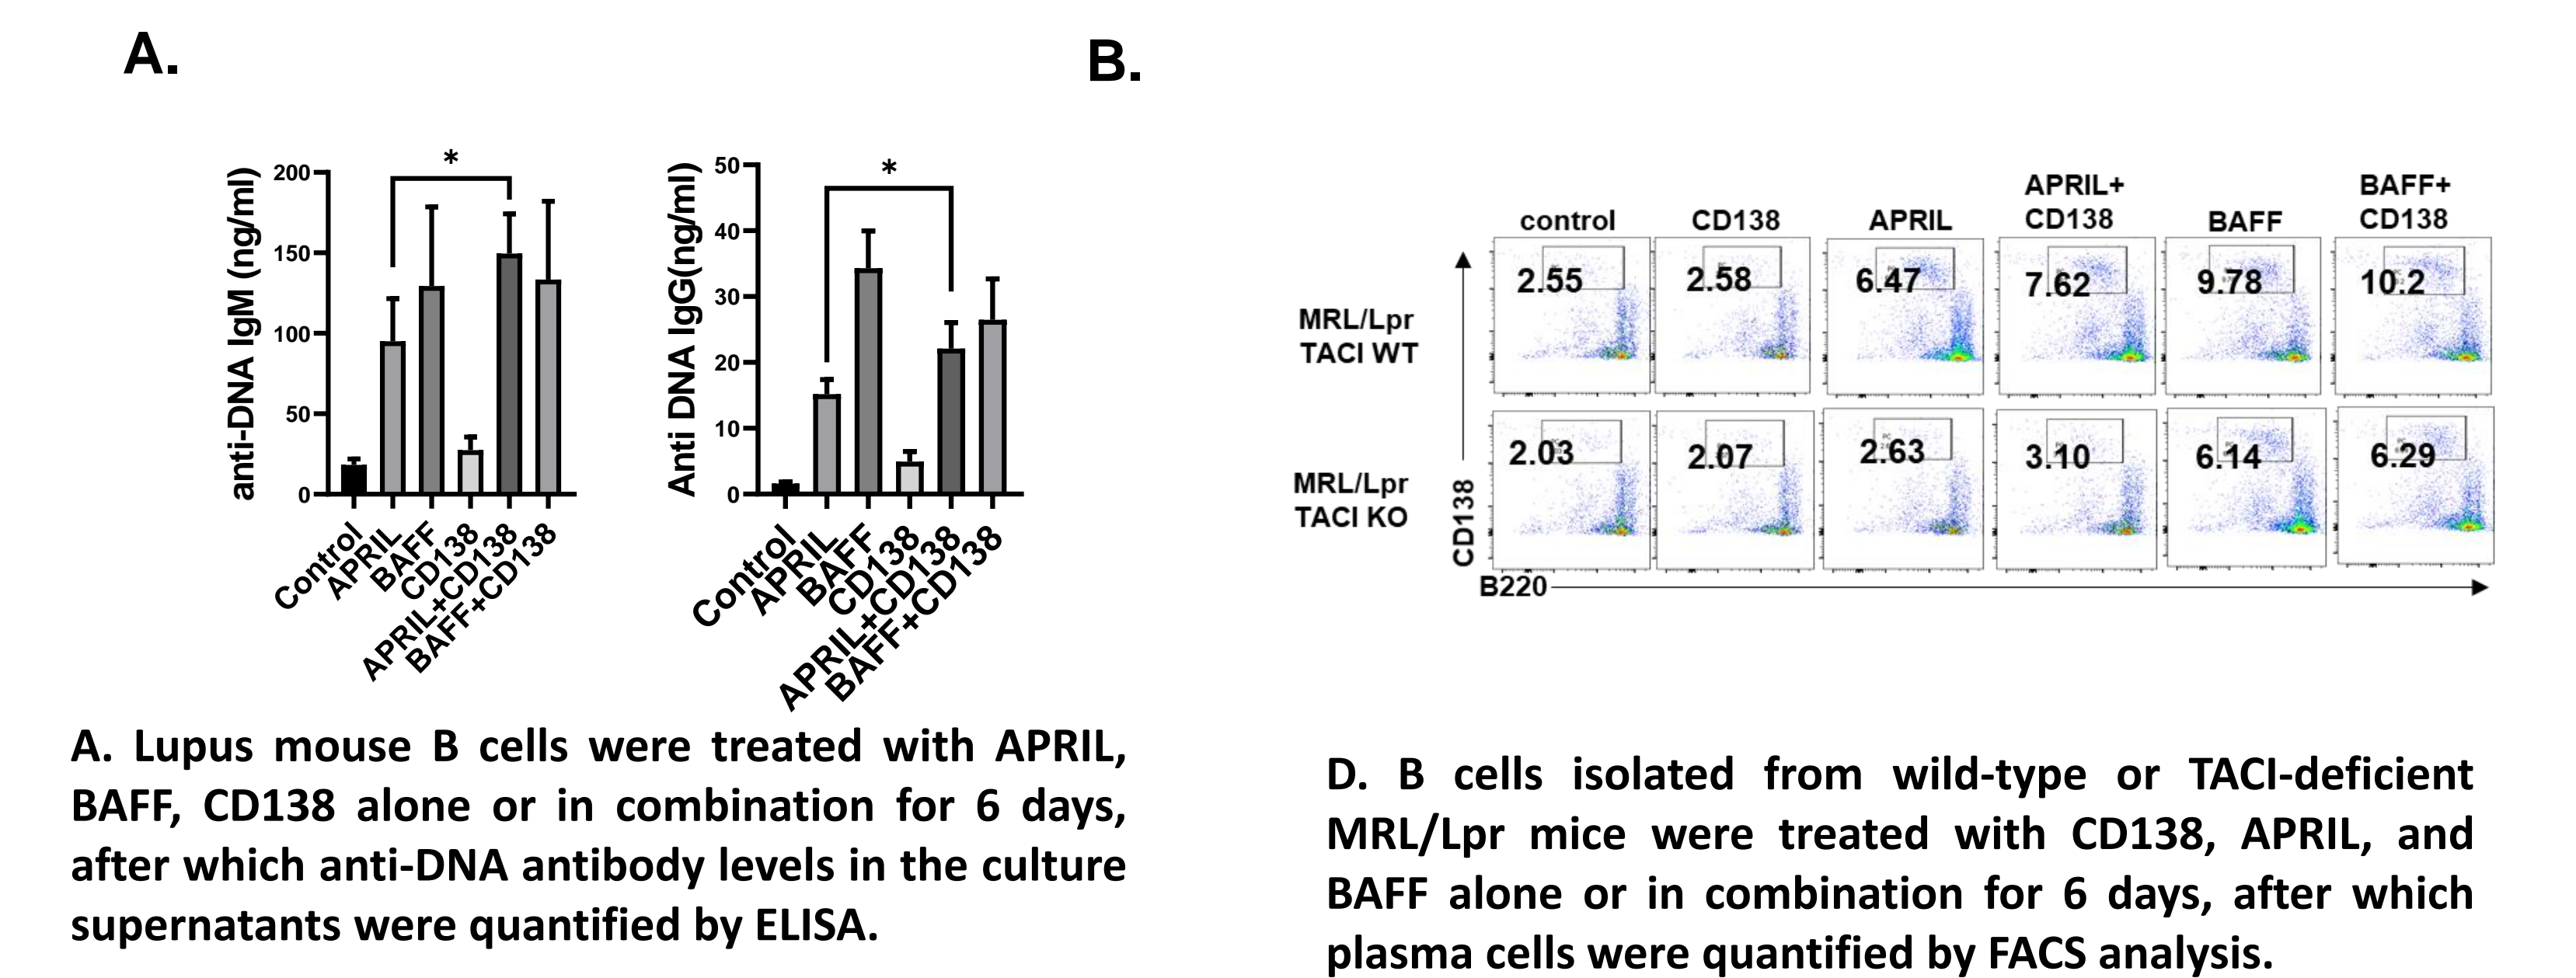 A.
B.
*
200
150
100
50
0
anti-DNA IgM (ng/ml)
Control
APRIL
BAFF
CD138
APRIL+CD138
BAFF+CD138
*
50
40
30
20
10
0
Anti DNA IgG(ng/ml)
Control
APRIL
BAFF
CD138
APRIL+CD138
BAFF+CD138
control
CD138
APRIL
APRIL+
CD138
BAFF
BAFF+
CD138
MRL/Lpr
TACI WT
2.55
2.58
6.47
7.62
9.78
10.2
MRL/Lpr
TACI KO
2.03
2.07
2.63
3.10
6.14
6.29
CD138
B220
A. Lupus mouse B cells were treated with APRIL,
BAFF, CD138 alone or in combination for 6 days,
after which anti-DNA antibody levels in the culture
supernatants were quantified by ELISA.
D. B cells isolated from wild-type or TACI-deficient
MRL/Lpr mice were treated with CD138, APRIL, and
BAFF alone or in combination for 6 days, after which
plasma cells were quantified by FACS analysis.